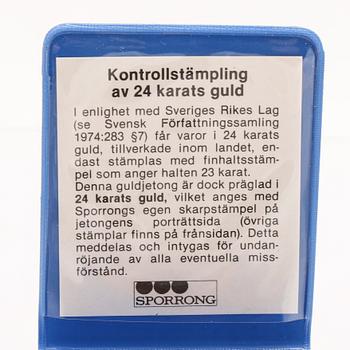 Kontrollstämpling
av 24 karats guld
I enlighet med Sveriges Rikes Lag
(se Svensk Författningssamling
1974:283 §7) får varor i 24 karats
guld, tillverkade inom landet, en-
dast stämplas med finhaltsstäm-
pel som anger halten 23 karat.
Denna guldjetong är dock präglad i
24 karats guld, vilket anges med
Sporrongs egen skarpstämpel på
jetongens porträttsida (övriga
stämplar finns på frånsidan). Detta
meddelas och intygas för undan-
röjande av alla eventuella miss-
förstånd.
SPORRONG